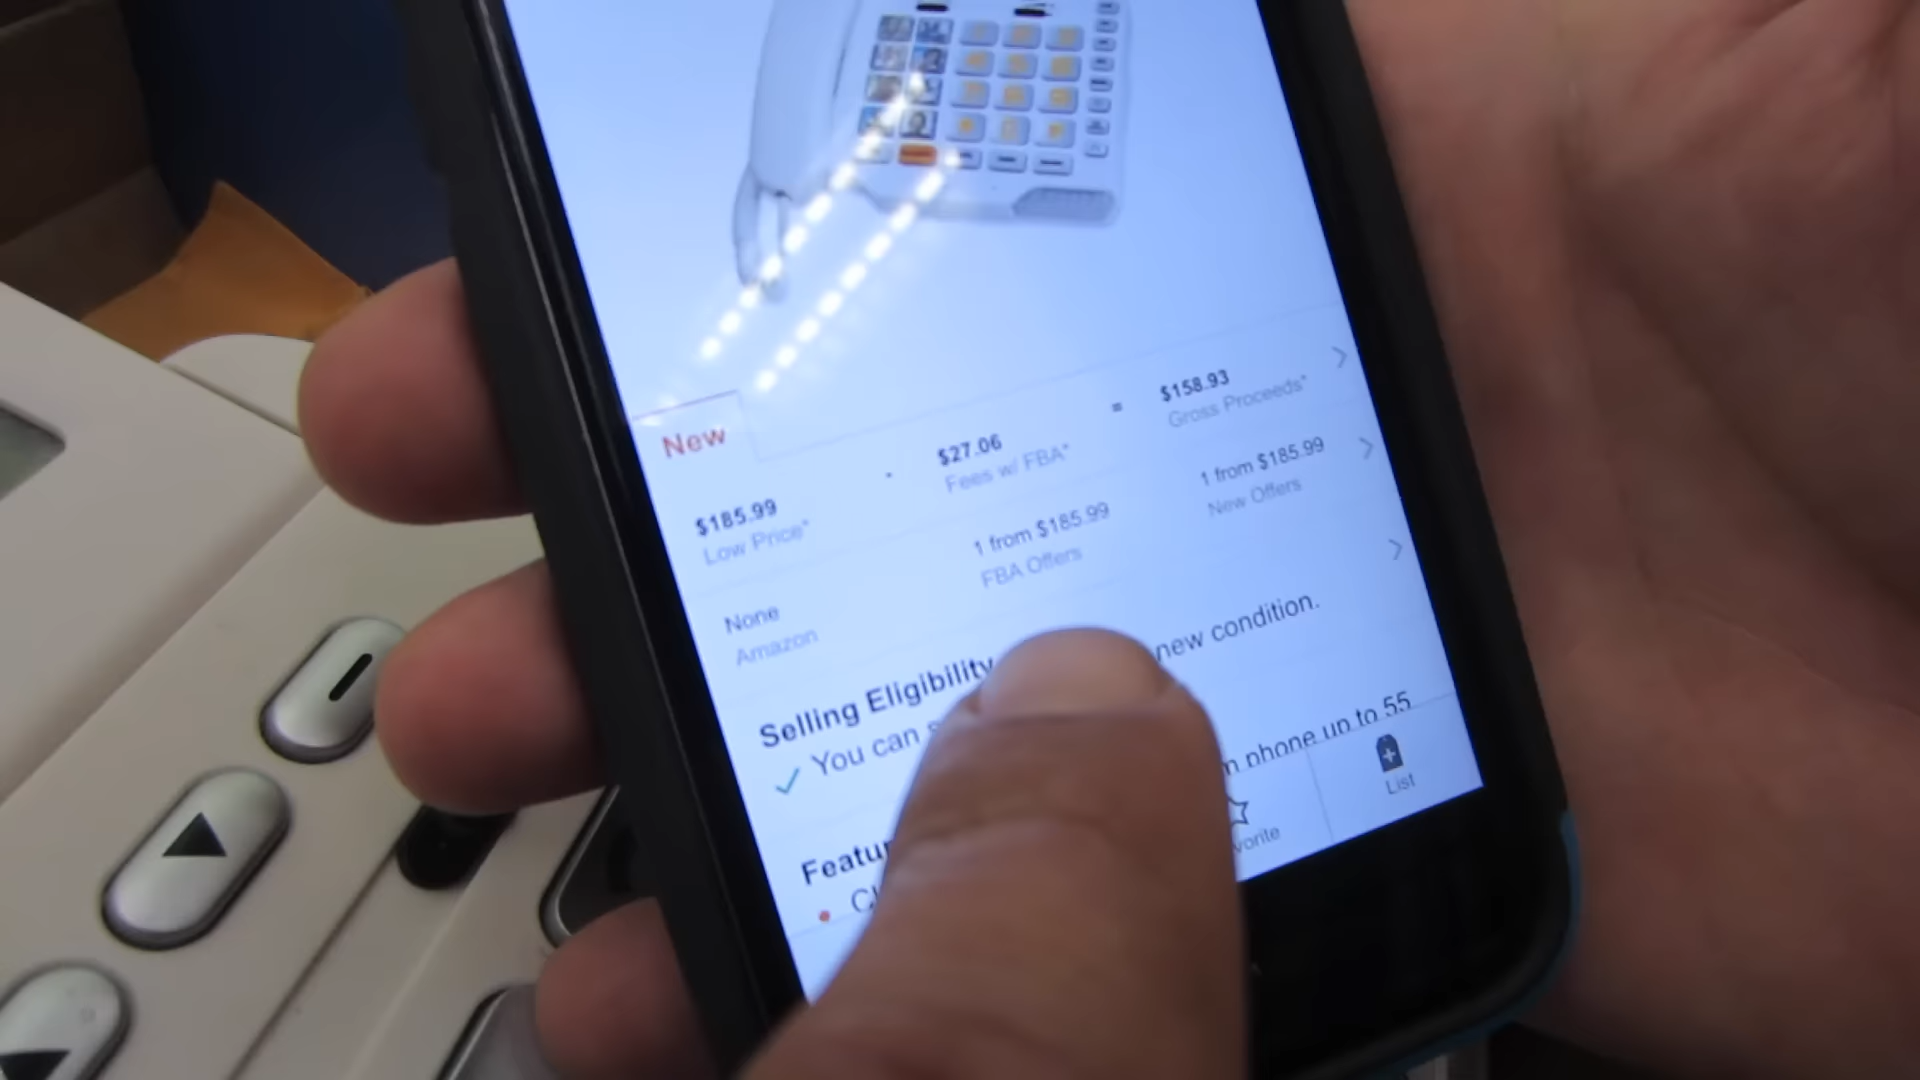 New
$185.99
Low Price*
-
$27.06
Fees w/ FBA*
=
$158.93
Gross Proceeds*
None
Amazon
1 from $185.99
FBA Offers
1 from $185.99
New Offers
Selling Eligibility
You can new condition.
Featur
phone up to 55
vorite
List